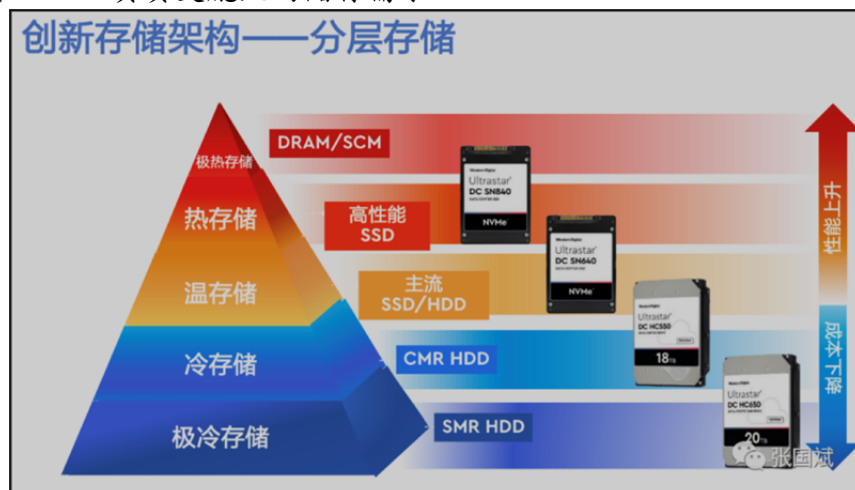 创新存储架构——分层存储
极热存储
DRAM/SCM
热存储
高性能
SSD
Ultrastar
DC SN840
NVMe
温存储
主流
SSD/HDD
Ultrastar
DC SN640
NVMe
冷存储
CMR HDD
Ultrastar
DC HC550
18TB
极冷存储
SMR HDD
Ultrastar
DC HC650
20TB
性能上升
成本下降
张国斌